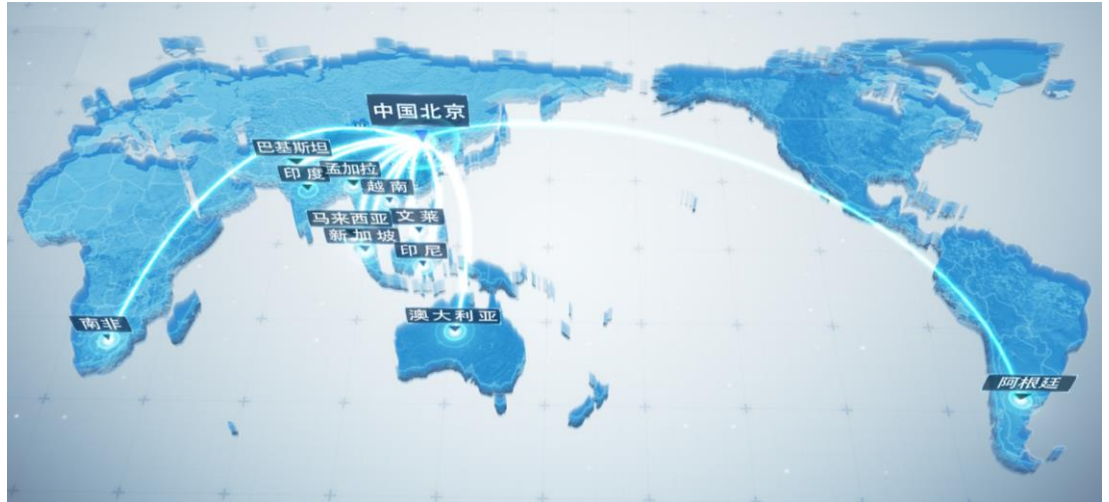 中国北京
巴基斯坦
印度
孟加拉
越南
马来西亚
文莱
新加坡
印尼
南非
澳大利亚
阿根廷